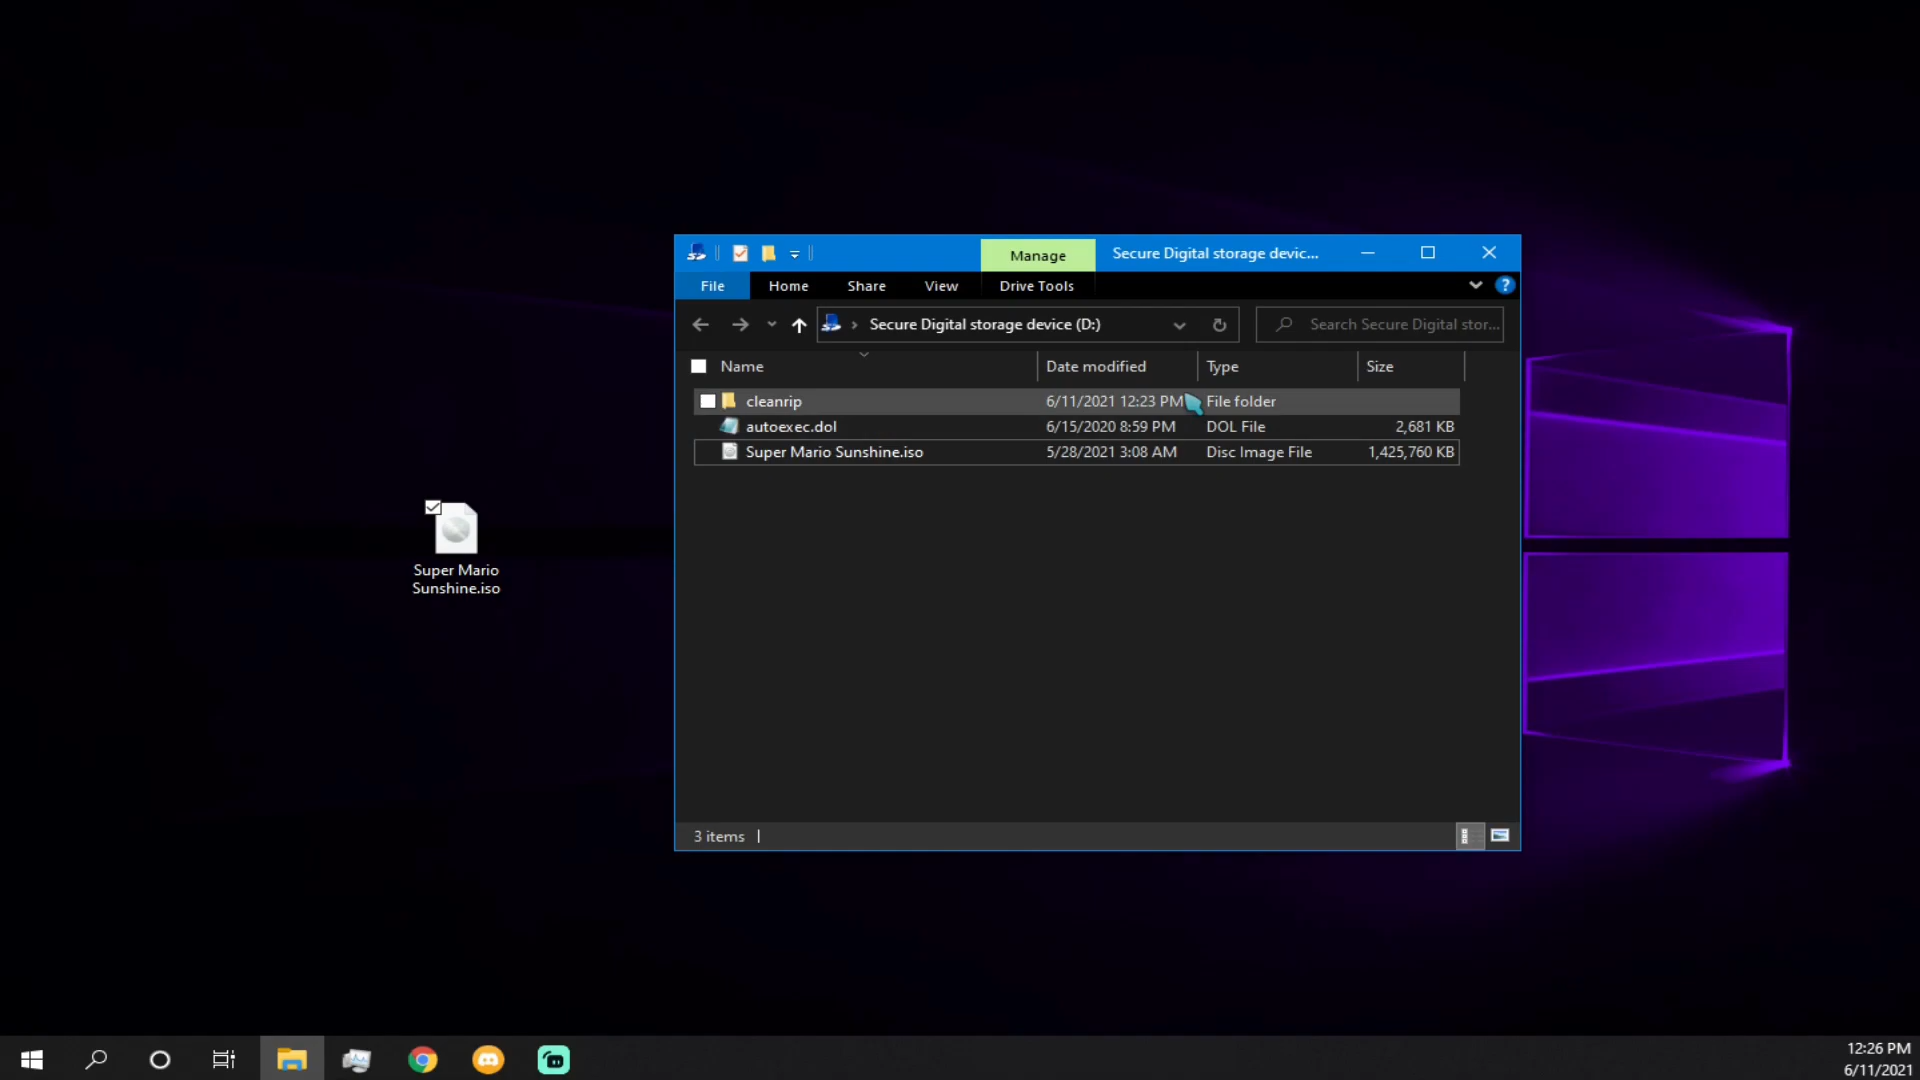 Manage
Secure Digital storage devic...
File
Home
Share
View
Drive Tools
Secure Digital storage device (D:)
Search Secure Digital stor...
Name
Date modified
Type
Size
cleanrip
6/11/2021 12:23 PM
File folder
autoexec.dol
6/15/2020 8:59 PM
DOL File
2,681 KB
Super Mario Sunshine.iso
5/28/2021 3:08 AM
Disc Image File
1,425,760 KB
Super Mario
Sunshine.iso
3 items
12:26 PM
6/11/2021